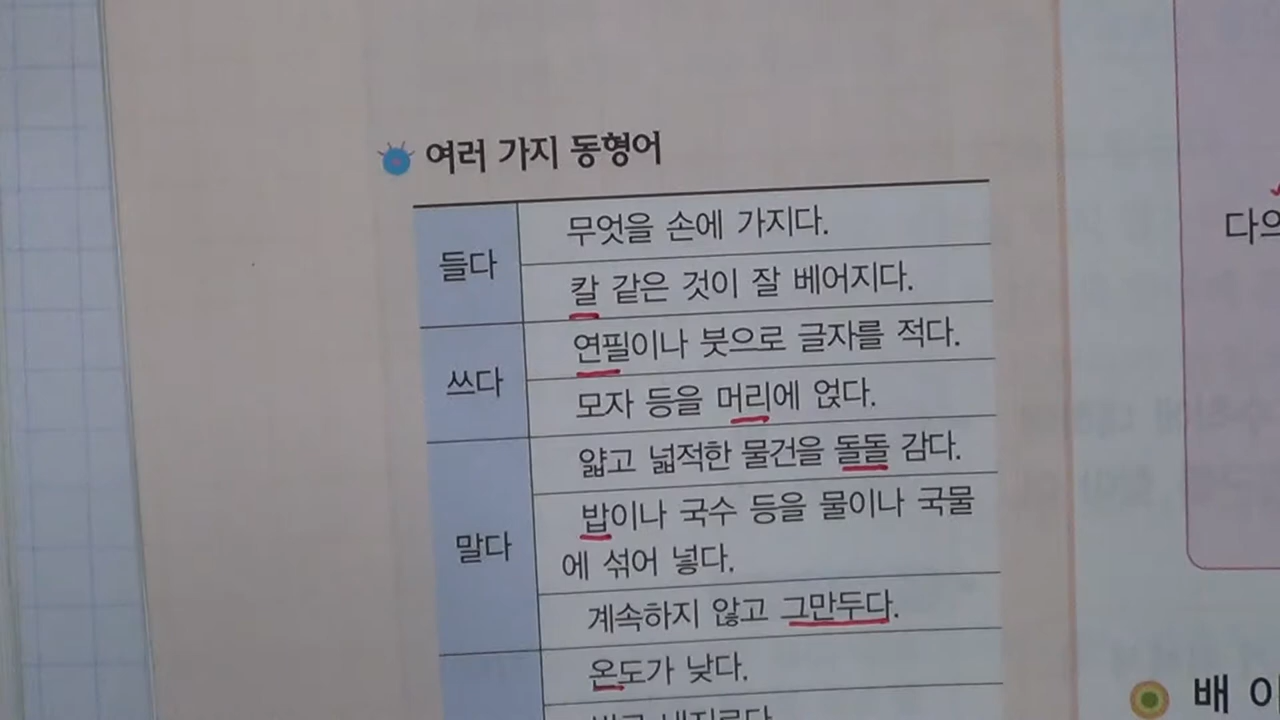 여러 가지 동형어
들다
무엇을 손에 가지다.
칼 같은 것이 잘 베어지다.
쓰다
연필이나 붓으로 글자를 적다.
모자 등을 머리에 얹다.
말다
얇고 넓적한 물건을 돌돌 감다.
밥이나 국수 등을 물이나 국물
에 섞어 넣다.
계속하지 않고 그만두다.
온도가 낮다.
다의
배